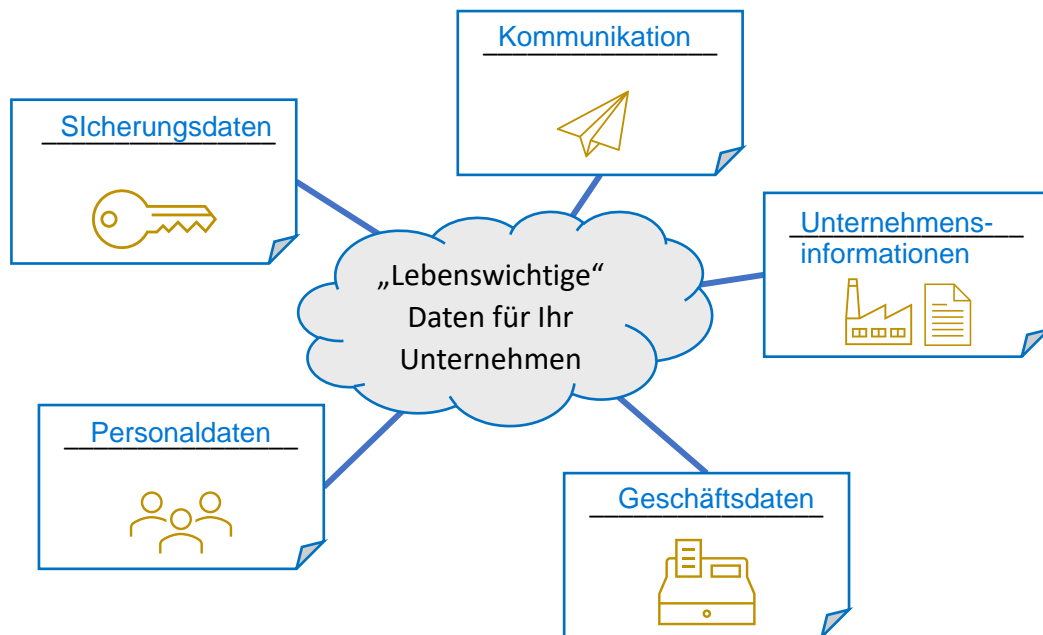 Kommunikation
SIcherungsdaten
Unternehmens-
informationen
„Lebenswichtige“
Daten für Ihr
Unternehmen
Personaldaten
Geschäftsdaten